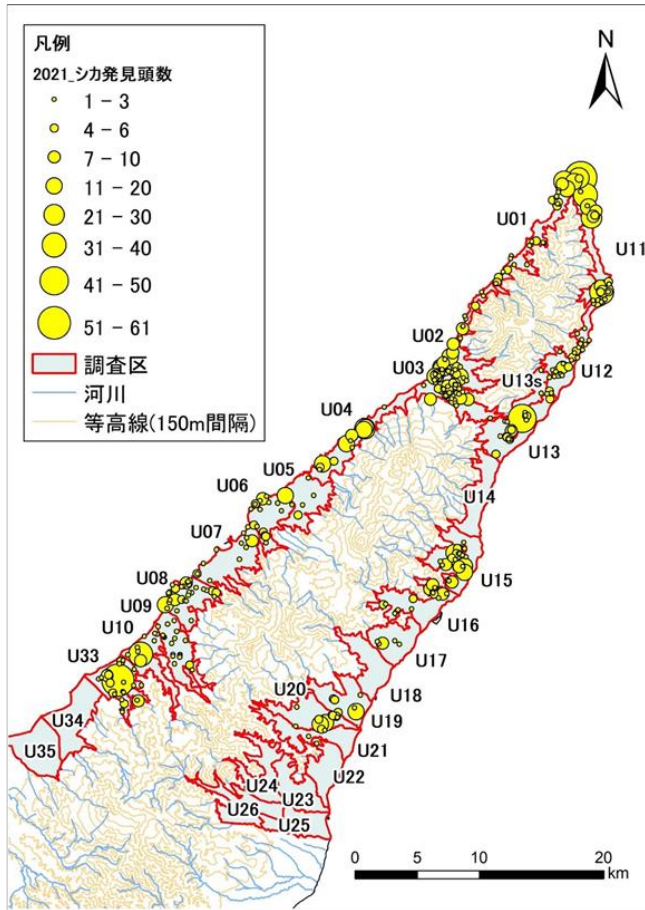 凡例
2021_シカ発見頭数
1 - 3
4 - 6
7 - 10
11 - 20
21 - 30
31 - 40
41 - 50
51 - 61
調査区
河川
等高線(150m間隔)
N
U01
U11
U02
U03
U12
U13s
U04
U13
U05
U06
U14
U07
U08
U15
U09
U16
U10
U17
U33
U20
U18
U34
U19
U35
U21
U24
U22
U26
U23
U25
0 5 10 20
km